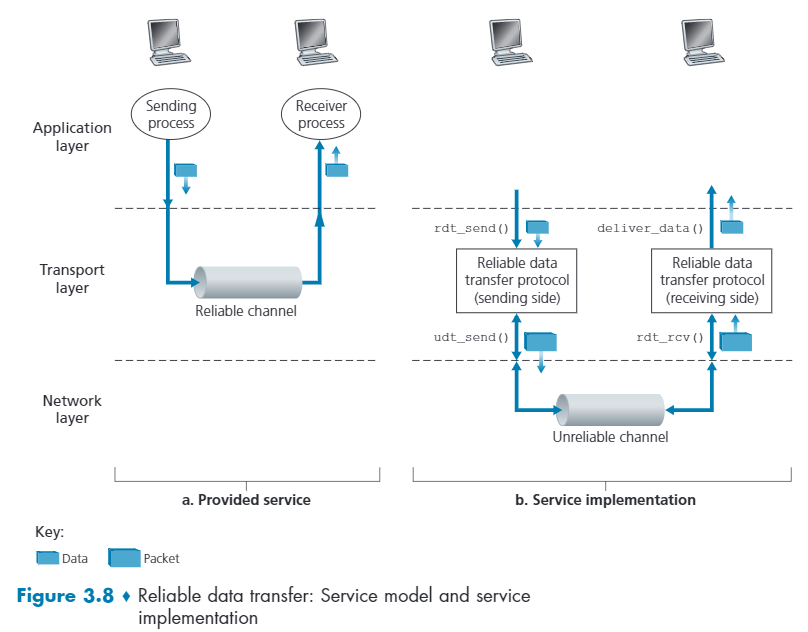 Sending
process
Receiver
process
Application
layer
rdt_send()
deliver_data()
Transport
layer
Reliable channel
Reliable data
transfer protocol
(sending side)
Reliable data
transfer protocol
(receiving side)
udt_send()
rdt_rcv()
Network
layer
Unreliable channel
a. Provided service
b. Service implementation
Key:
Data
Packet
Figure 3.8 ♦ Reliable data transfer: Service model and service
implementation